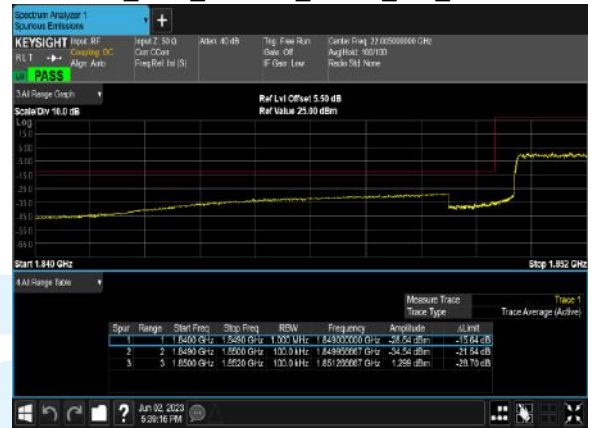 Spectrum Analyzer 1
Spurious Emissions
+
KEYSIGHT Input: RF
RLT
Coupling: DC
Align: Auto
Input Z: 50 Ω
Corr CCorr
Freq Ref: Int (S)
Atten: 40 dB
Trig: Free Run
Gate: Off
IF Gain: Low
Center Freq: 22.005000000 GHz
Avg|Hold: 100/100
Radio Std: None
PASS
3 All Range Graph
Scale/Div 10.0 dB
Ref Lvl Offset 5.50 dB
Ref Value 25.00 dBm
Log
15.0
5.00
-5.00
-15.0
-25.0
-35.0
-45.0
-55.0
-65.0
Start 1.840 GHz
Stop 1.852 GHz
4 All Range Table
Measure Trace Trace 1
Trace Type Trace Average (Active)
Spur Range Start Freq Stop Freq RBW Frequency Amplitude ΔLimit
1 1 1.8400 GHz 1.8490 GHz 1.000 MHz 1.849000000 GHz -28.64 dBm -15.64 dB
2 2 1.8490 GHz 1.8500 GHz 100.0 kHz 1.849956667 GHz -34.54 dBm -21.54 dB
3 3 1.8500 GHz 1.8520 GHz 100.0 kHz 1.851266667 GHz 1.299 dBm -28.70 dB
?
Jun 02, 2023
5:39:16 PM